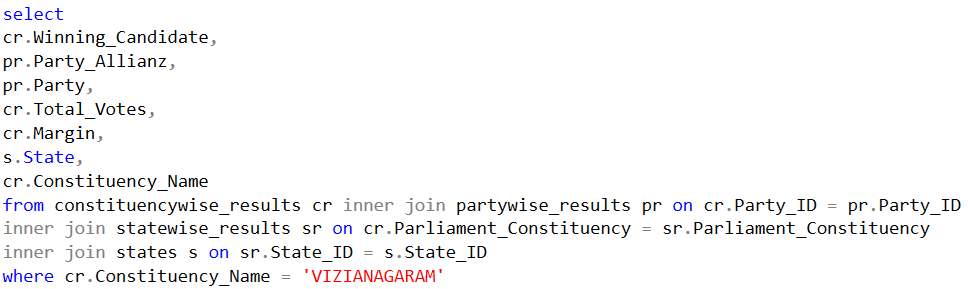 select
cr.Winning_Candidate,
pr.Party_Allianz,
pr.Party,
cr.Total_Votes,
cr.Margin,
s.State,
cr.Constituency_Name
from constituencywise_results cr inner join partywise_results pr on cr.Party_ID = pr.Party_ID
inner join statewise_results sr on cr.Parliament_Constituency = sr.Parliament_Constituency
inner join states s on sr.State_ID = s.State_ID
where cr.Constituency_Name = 'VIZIANAGARAM'